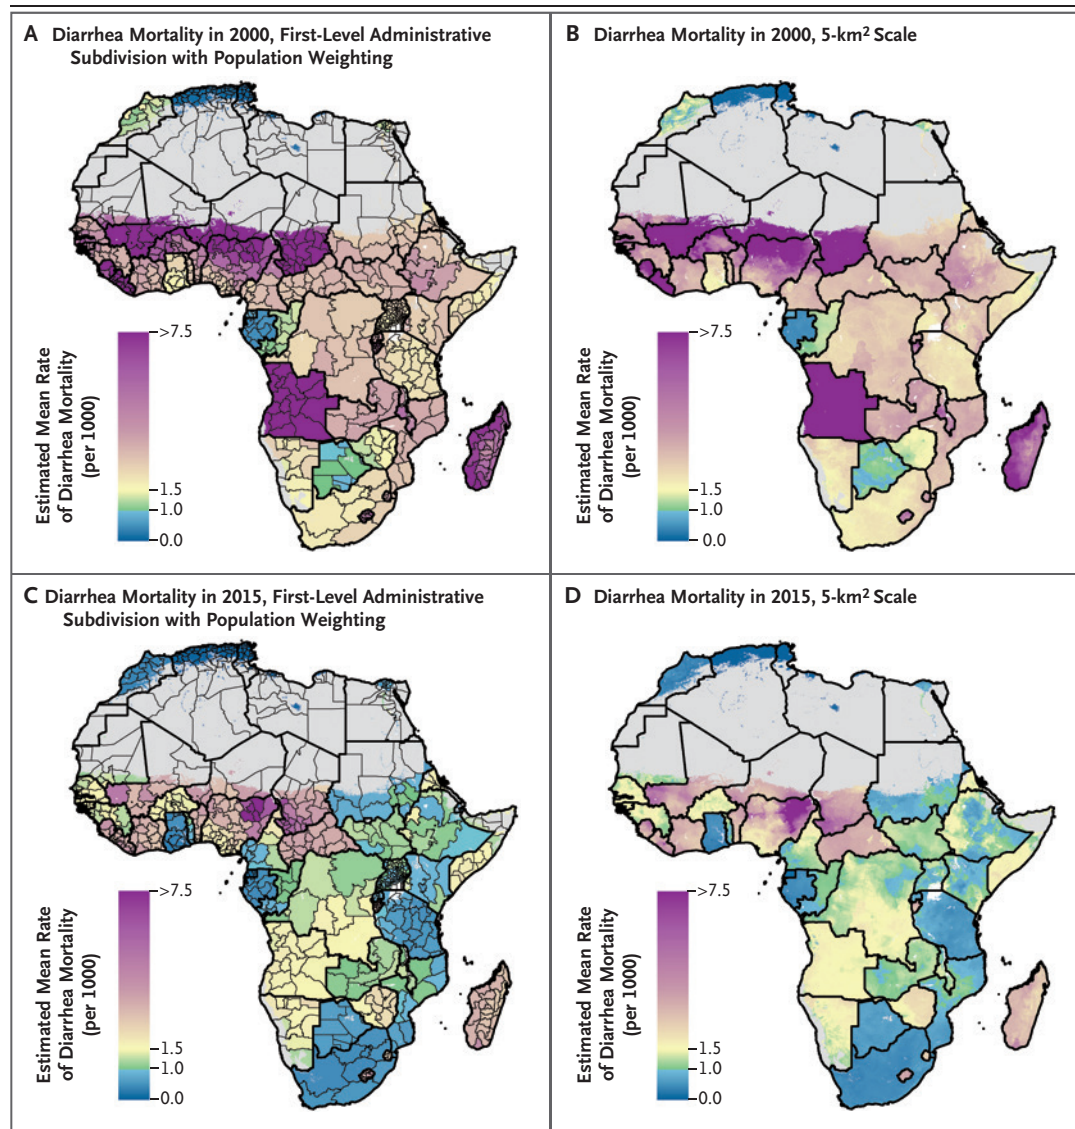 A Diarrhea Mortality in 2000, First-Level Administrative
Subdivision with Population Weighting
Estimated Mean Rate
of Diarrhea Mortality
(per 1000)
>7.5
1.5
1.0
0.0
B Diarrhea Mortality in 2000, 5-km² Scale
Estimated Mean Rate
of Diarrhea Mortality
(per 1000)
>7.5
1.5
1.0
0.0
C Diarrhea Mortality in 2015, First-Level Administrative
Subdivision with Population Weighting
Estimated Mean Rate
of Diarrhea Mortality
(per 1000)
>7.5
1.5
1.0
0.0
D Diarrhea Mortality in 2015, 5-km² Scale
Estimated Mean Rate
of Diarrhea Mortality
(per 1000)
>7.5
1.5
1.0
0.0